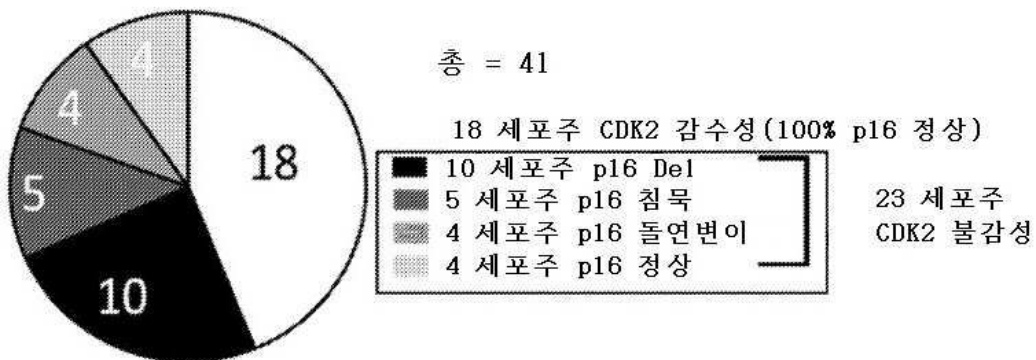 4
4
5
10
18
총 = 41
18 세포주 CDK2 감수성(100% p16 정상)
10 세포주 p16 Del
5 세포주 p16 침묵
4 세포주 p16 돌연변이
4 세포주 p16 정상
23 세포주
CDK2 불감성